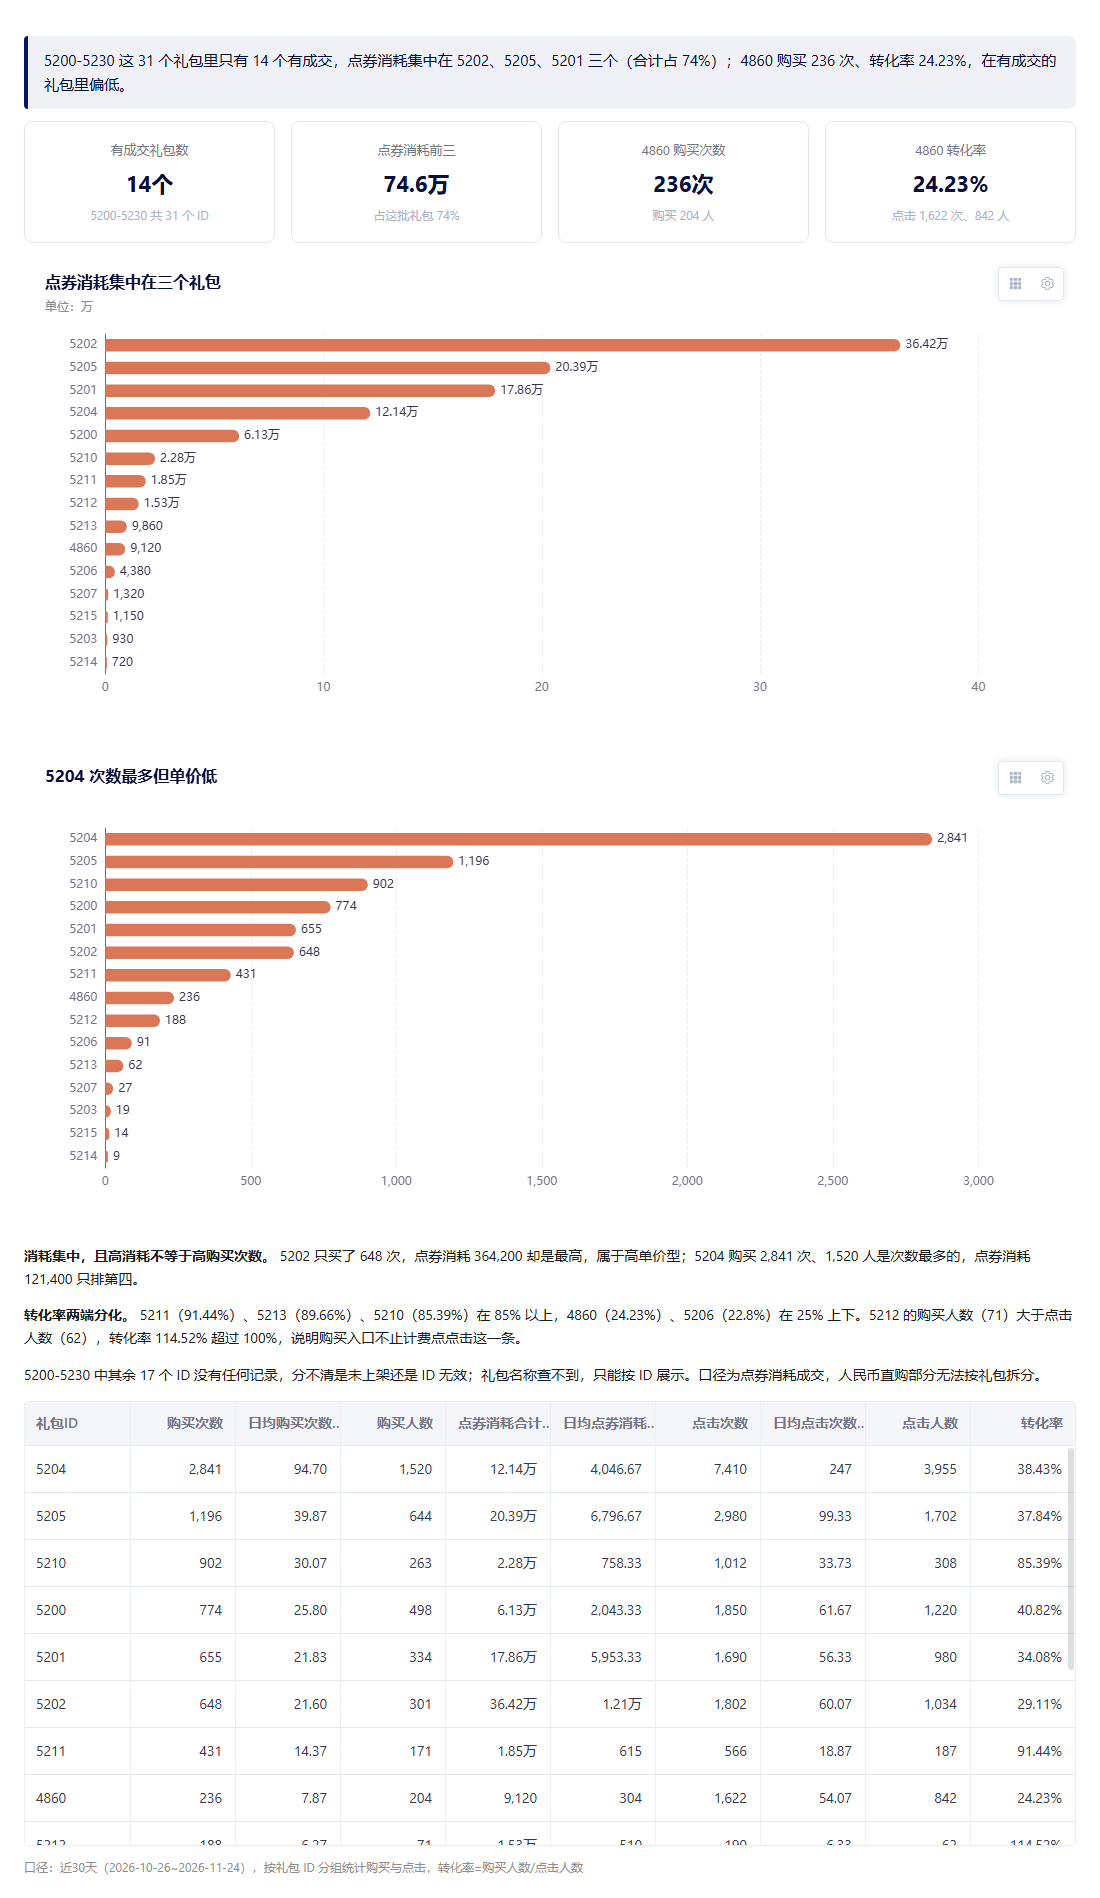 5200-5230 这 31 个礼包里只有 14 个有成交，点券消耗集中在 5202、5205、5201 三个（合计占 74%）；4860 购买 236 次、转化率 24.23%，在有成交的
礼包里偏低。
有成交礼包数
14个
5200-5230 共 31 个 ID
点券消耗前三
74.6万
占这批礼包 74%
4860 购买次数
236次
购买 204 人
4860 转化率
24.23%
点击 1,622 次、842 人
点券消耗集中在三个礼包
单位：万
5202 36.42万
5205 20.39万
5201 17.86万
5204 12.14万
5200 6.13万
5210 2.28万
5211 1.85万
5212 1.53万
5213 9,860
4860 9,120
5206 4,380
5207 1,320
5215 1,150
5203 930
5214 720
0 10 20 30 40
5204 次数最多但单价低
5204 2,841
5205 1,196
5210 902
5200 774
5201 655
5202 648
5211 431
4860 236
5212 188
5206 91
5213 62
5207 27
5203 19
5215 14
5214 9
0 500 1,000 1,500 2,000 2,500 3,000
消耗集中，且高消耗不等于高购买次数。 5202 只买了 648 次，点券消耗 364,200 却是最高，属于高单价型；5204 购买 2,841 次、1,520 人是次数最多的，点券消耗
121,400 只排第四。
转化率两端分化。 5211（91.44%）、5213（89.66%）、5210（85.39%）在 85% 以上，4860（24.23%）、5206（22.8%）在 25% 上下。5212 的购买人数（71）大于点击
人数（62），转化率 114.52% 超过 100%，说明购买入口不止计费点点击这一条。
5200-5230 中其余 17 个 ID 没有任何记录，分不清是未上架还是 ID 无效；礼包名称查不到，只能按 ID 展示。口径为点券消耗成交，人民币直购部分无法按礼包拆分。
礼包ID 购买次数 日均购买次数.. 购买人数 点券消耗合计.. 日均点券消耗.. 点击次数 日均点击次数.. 点击人数 转化率
5204 2,841 94.70 1,520 12.14万 4,046.67 7,410 247 3,955 38.43%
5205 1,196 39.87 644 20.39万 6,796.67 2,980 99.33 1,702 37.84%
5210 902 30.07 263 2.28万 758.33 1,012 33.73 308 85.39%
5200 774 25.80 498 6.13万 2,043.33 1,850 61.67 1,220 40.82%
5201 655 21.83 334 17.86万 5,953.33 1,690 56.33 980 34.08%
5202 648 21.60 301 36.42万 1.21万 1,802 60.07 1,034 29.11%
5211 431 14.37 171 1.85万 615 566 18.87 187 91.44%
4860 236 7.87 204 9,120 304 1,622 54.07 842 24.23%
5212 188 6.27 71 1.53万 510 190 6.33 62 114.52%
口径：近30天（2026-10-26~2026-11-24），按礼包 ID 分组统计购买与点击，转化率=购买人数/点击人数